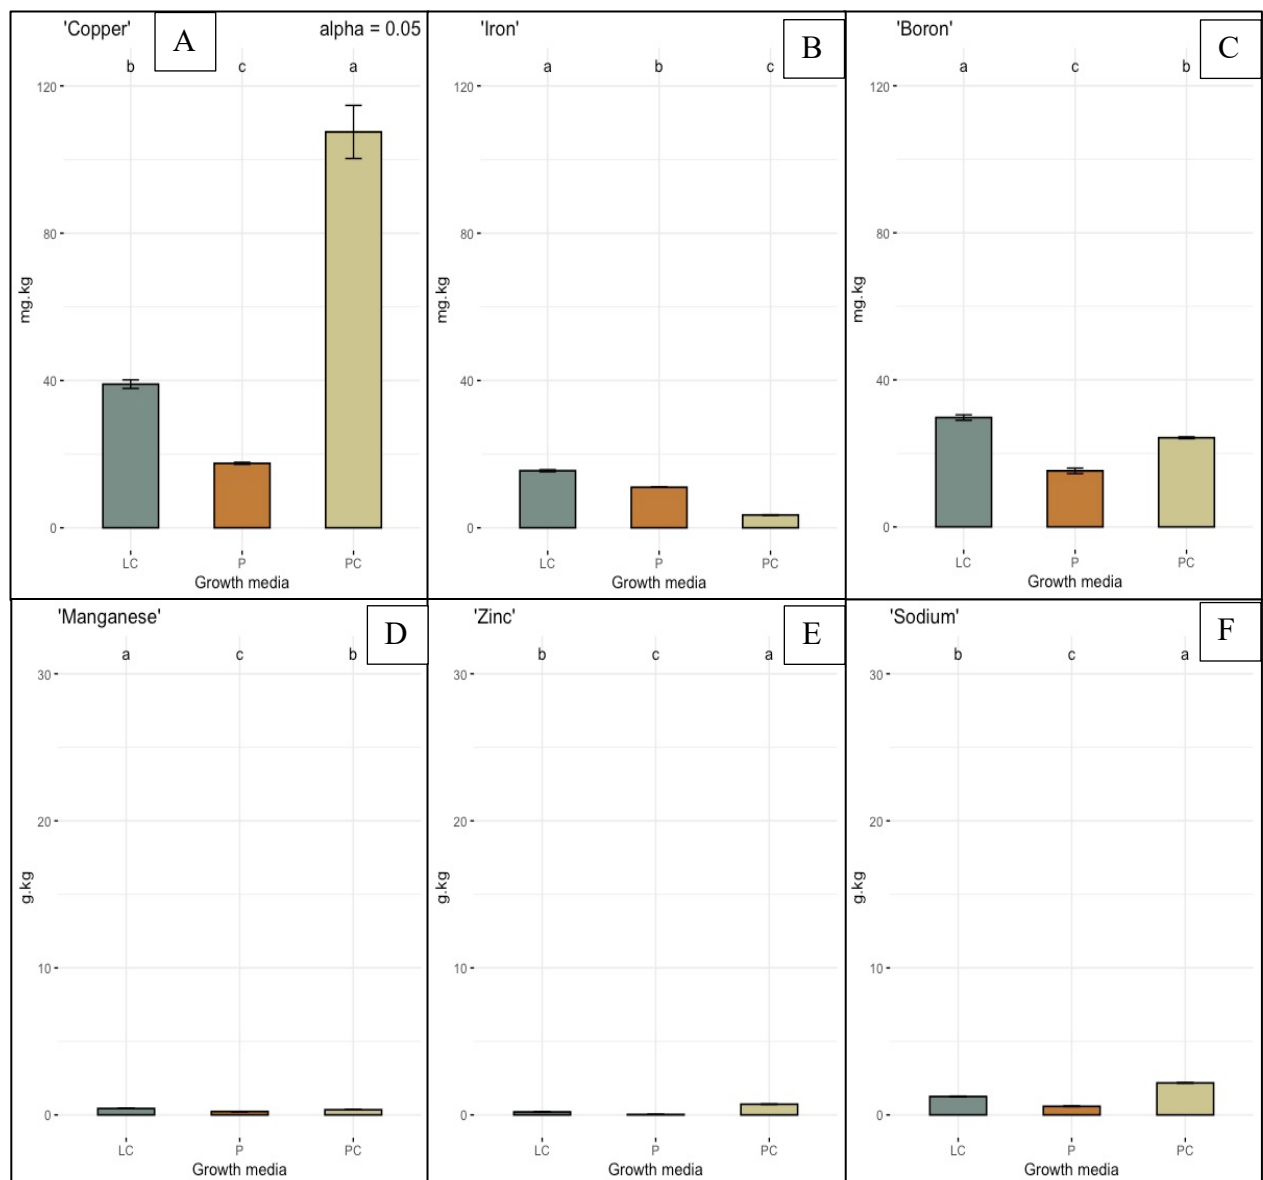 'Copper' A alpha = 0.05
b c a
120
80
40
0
mg.kg
LC P PC
Growth media
'Iron' B
a b c
120
80
40
0
mg.kg
LC P PC
Growth media
'Boron' C
a c b
120
80
40
0
mg.kg
LC P PC
Growth media
'Manganese' D
a c b
30
20
10
0
g.kg
LC P PC
Growth media
'Zinc' E
b c a
30
20
10
0
g.kg
LC P PC
Growth media
'Sodium' F
b c a
30
20
10
0
g.kg
LC P PC
Growth media